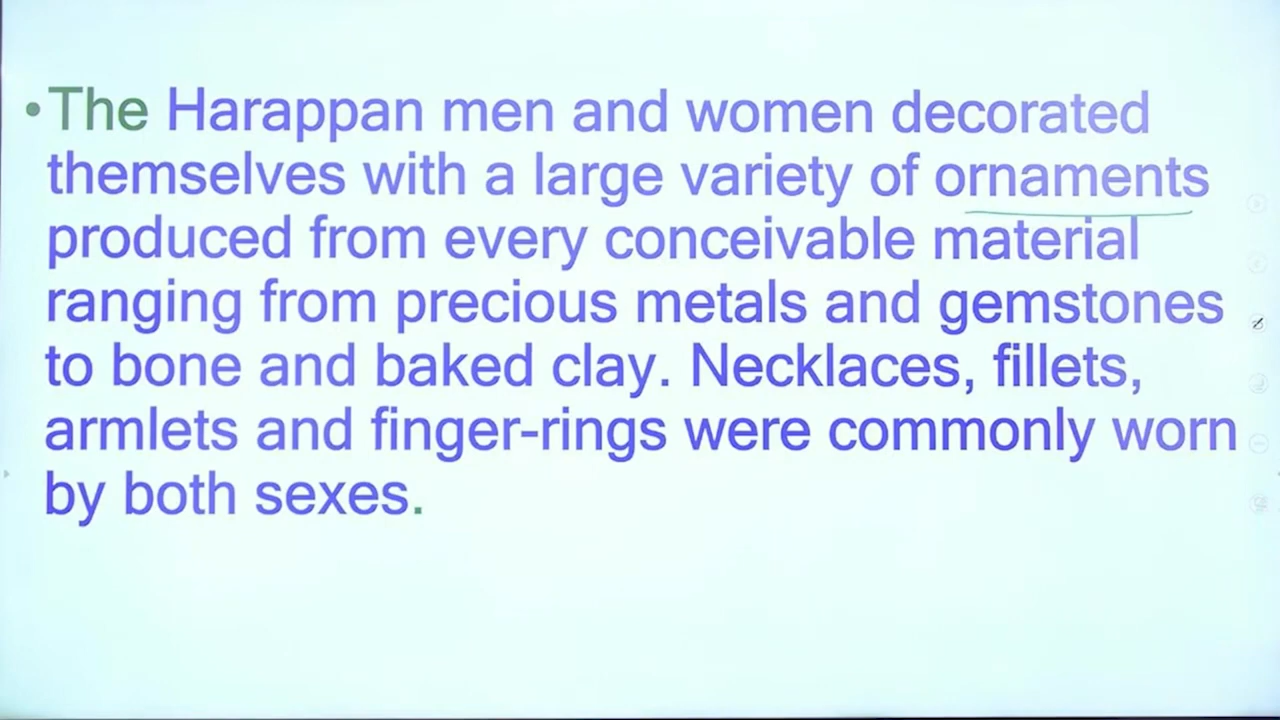 •The Harappan men and women decorated
themselves with a large variety of ornaments
produced from every conceivable material
ranging from precious metals and gemstones
to bone and baked clay. Necklaces, fillets,
armlets and finger-rings were commonly worn
by both sexes.